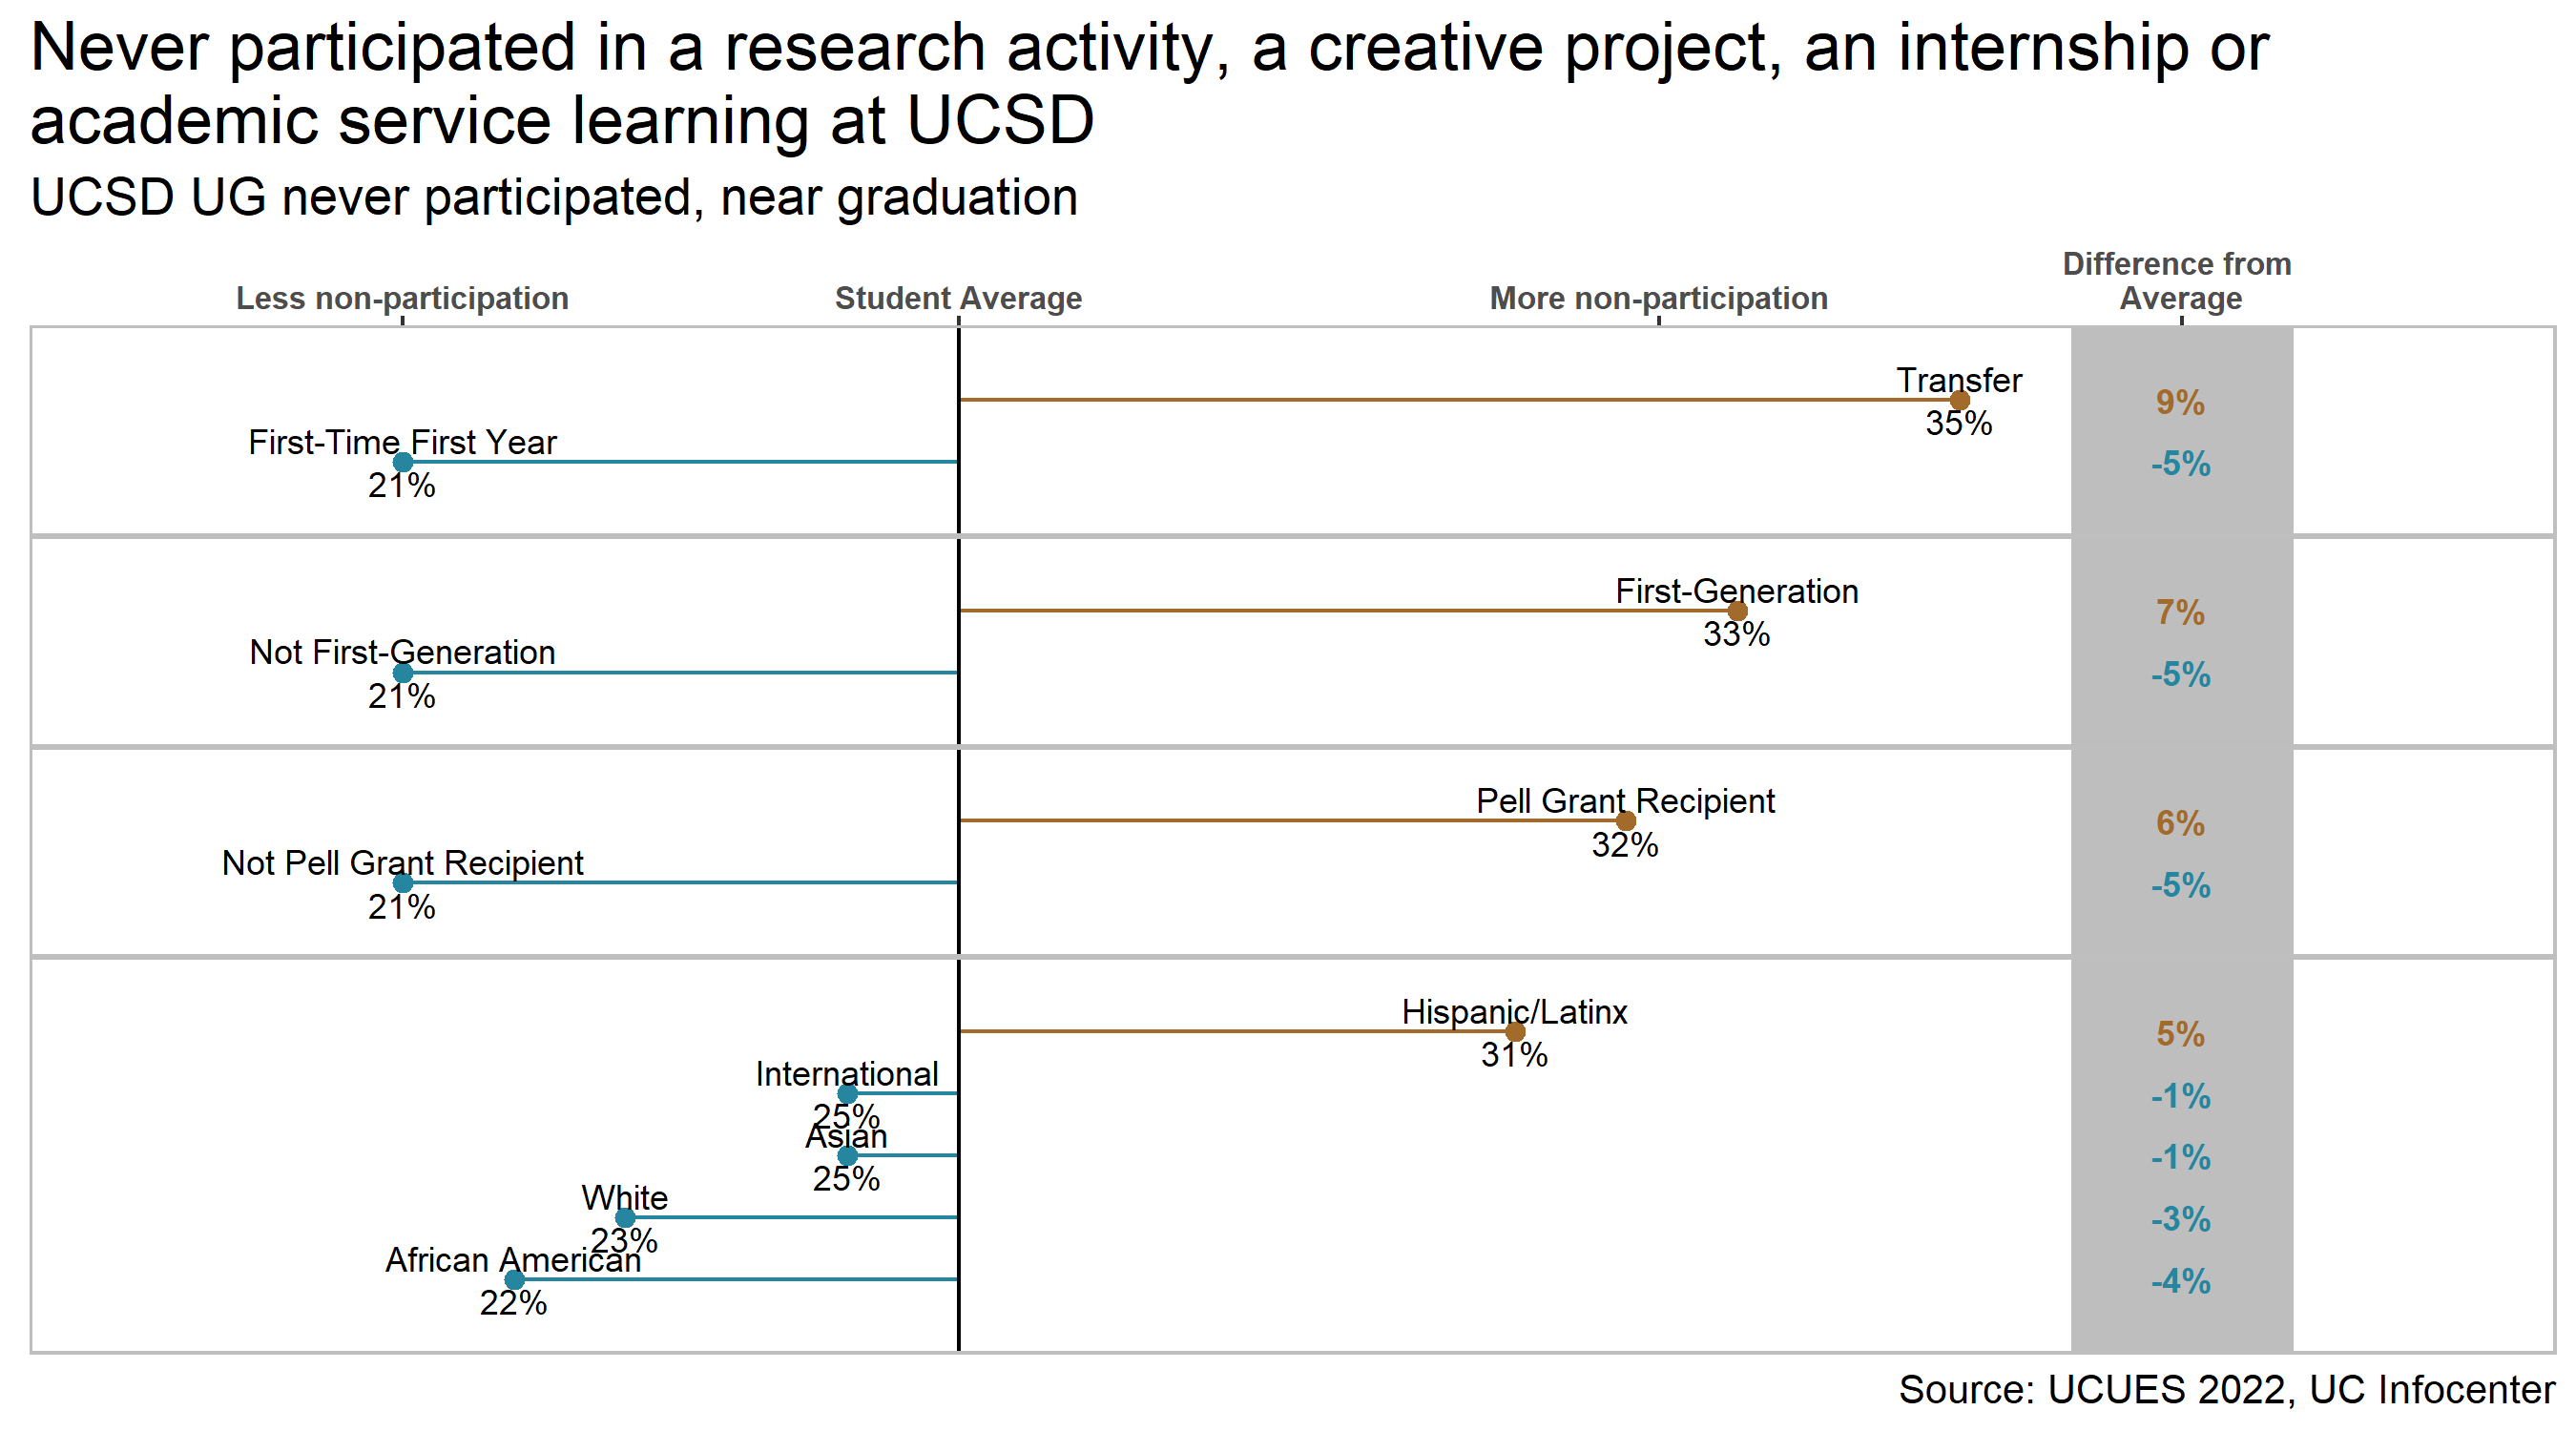 Never participated in a research activity, a creative project, an internship or
academic service learning at UCSD
UCSD UG never participated, near graduation
Less non-participation
Student Average
More non-participation
Difference from
Average
Transfer
35%
9%
First-Time First Year
21%
-5%
First-Generation
33%
7%
Not First-Generation
21%
-5%
Pell Grant Recipient
32%
6%
Not Pell Grant Recipient
21%
-5%
Hispanic/Latinx
31%
5%
International
25%
-1%
Asian
25%
-1%
White
23%
-3%
African American
22%
-4%
Source: UCUES 2022, UC Infocenter